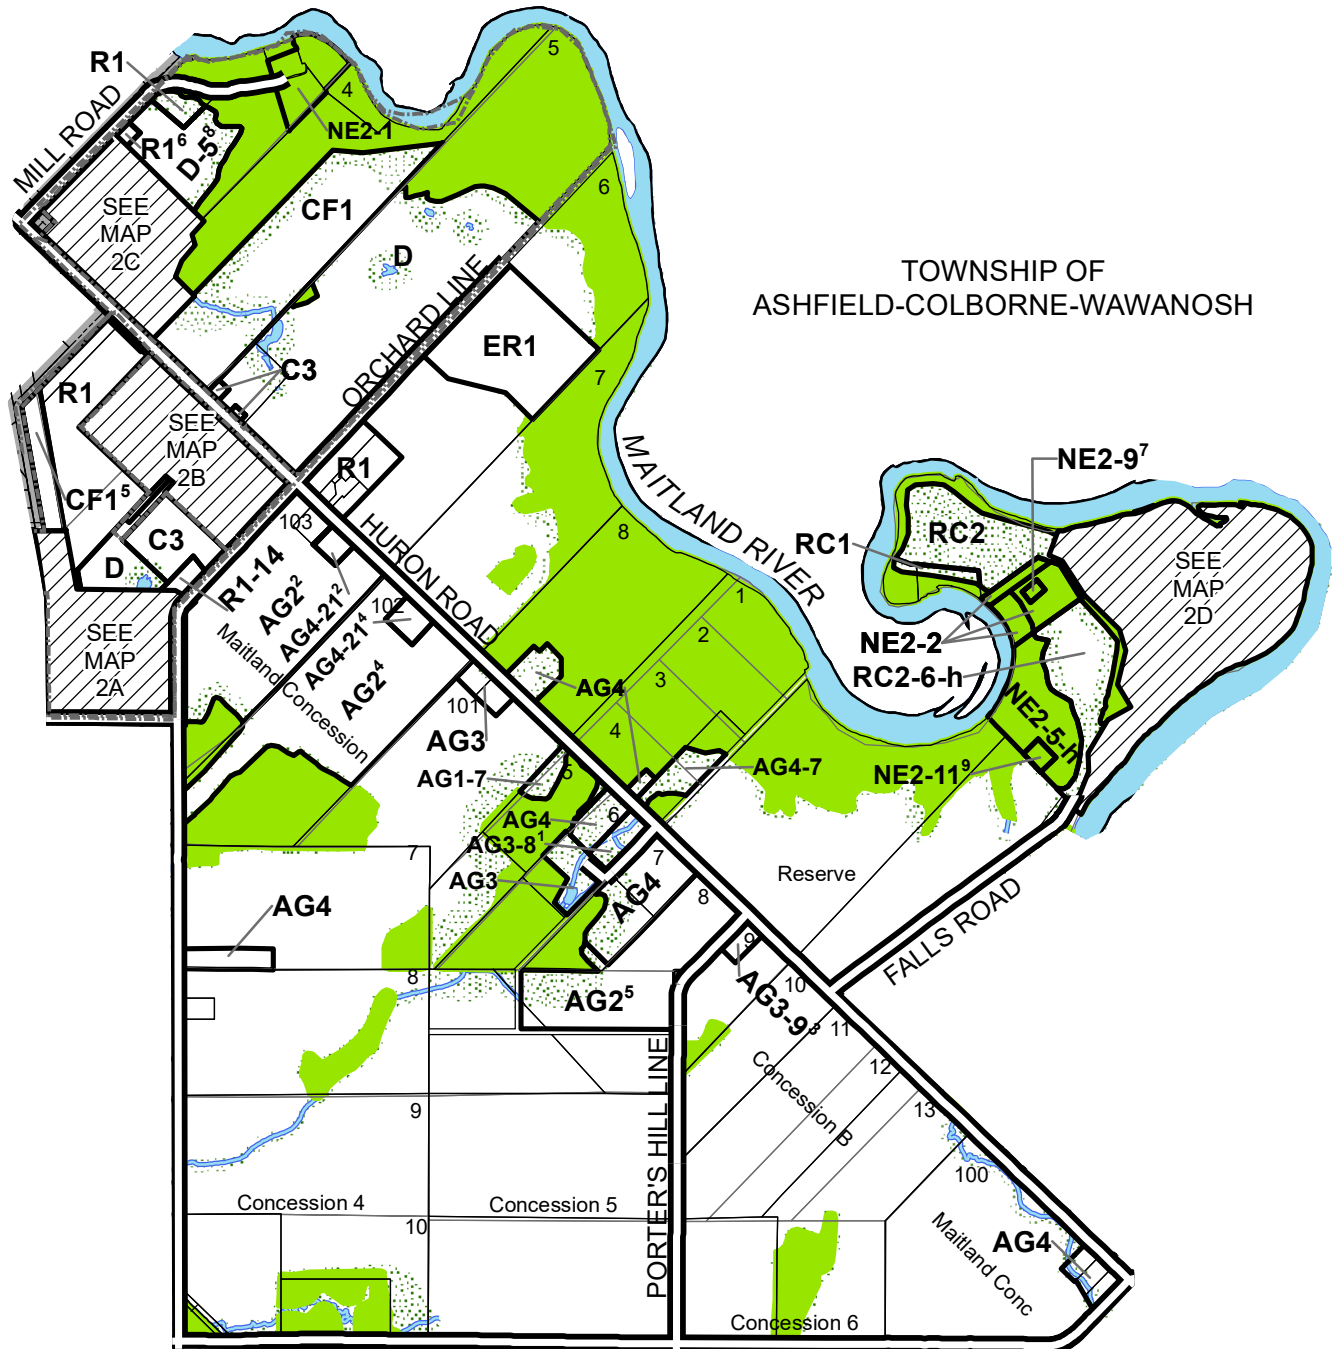 R1
MILL ROAD
R1⁶
D-5⁸
4
NE2-1
5
6
SEE
MAP
2C
CF1
D
ORCHARD LINE
TOWNSHIP OF
ASHFIELD-COLBORNE-WAWANOSH
ER1
7
C3
R1
SEE
MAP
2B
CF1⁵
C3
D
R1
103
HURON ROAD
MAITLAND RIVER
8
NE2-9⁷
RC2
RC1
SEE
MAP
2D
NE2-2
RC2-6-h
NE2-5-h
NE2-11⁹
R1-14
AG2²
AG4-21²
102
AG4-21⁴
AG2⁴
Maitland Concession
SEE
MAP
2A
1
2
3
4
101
AG4
AG3
AG1-7
5
AG4-7
AG4
6
AG3-8¹
AG3
7
AG4
8
Reserve
FALLS ROAD
7
AG4
8
AG2⁵
9
AG3-9³
10
11
12
13
Concession B
PORTER'S HILL LINE
9
100
Concession 4
Concession 5
10
Maitland Conc
AG4
Concession 6